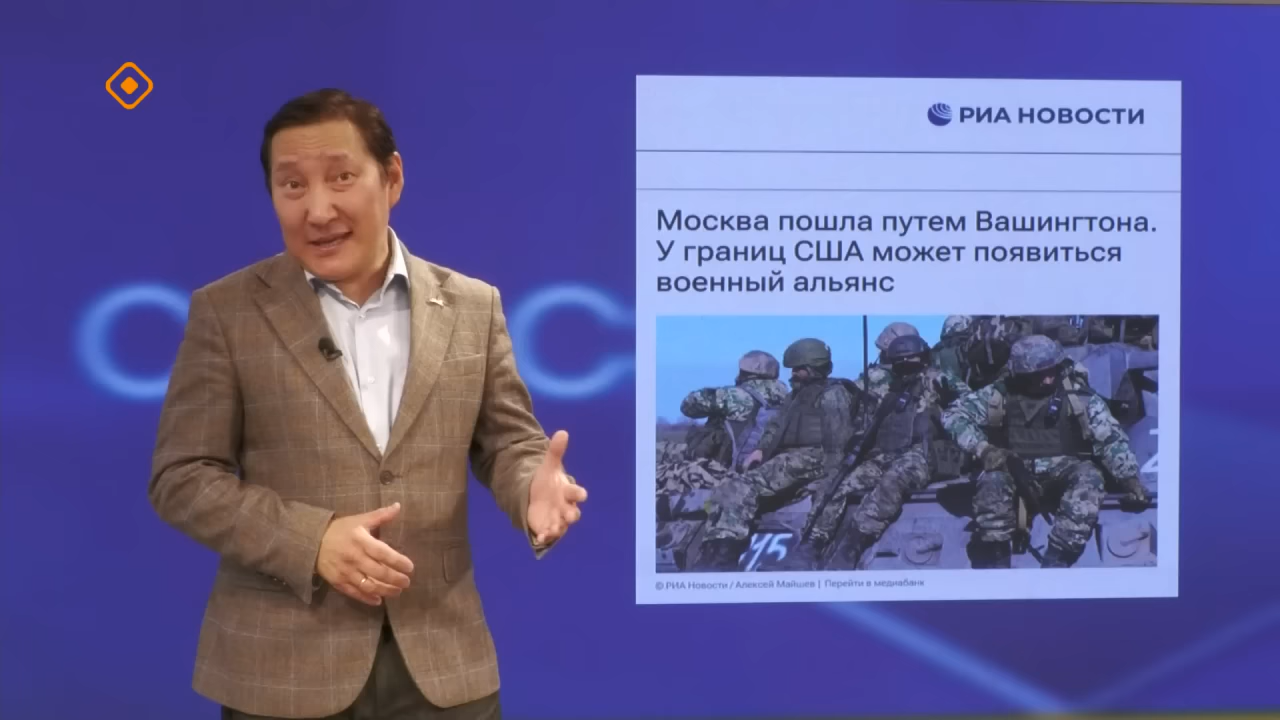 РИА НОВОСТИ
Москва пошла путем Вашингтона.
У границ США может появиться
военный альянс
© РИА Новости / Алексей Майшев | Перейти в медиабанк